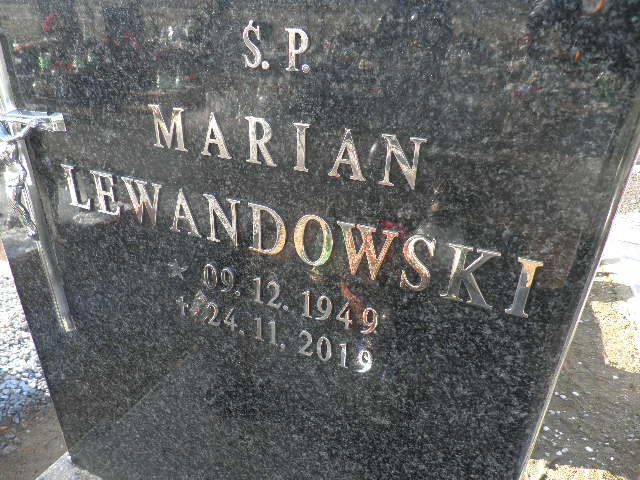 Ś. P.
MARIAN
LEWANDOWSKI
* 09. 12. 1949
✝ 24. 11. 2019